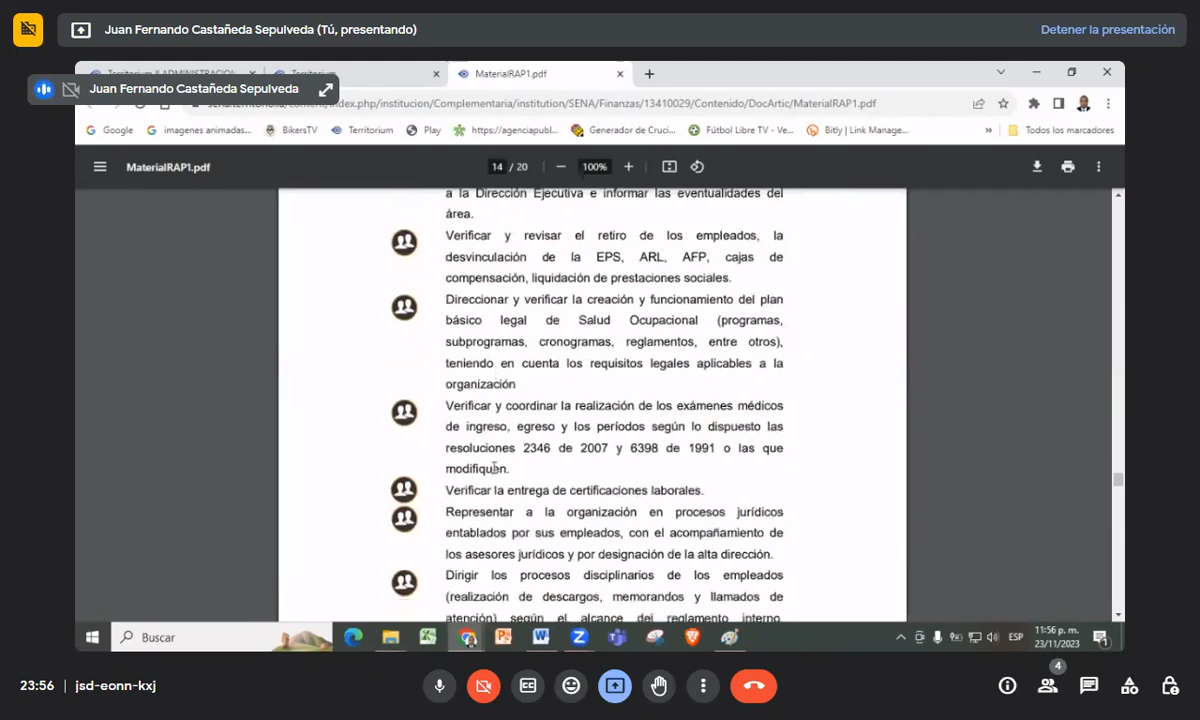 Juan Fernando Castañeda Sepulveda (Tú, presentando)
Detener la presentación
Juan Fernando Castañeda Sepulveda
MaterialRAP1.pdf
index.php/institucion/Complementaria/institution/SENA/Finanzas/13410029/Contenido/DocArtic/MaterialRAP1.pdf
Google
imagenes animadas...
BikersTV
Territorium
Play
https://agenciapubl...
Generador de Cruci...
Fútbol Libre TV - Ve...
Bitly | Link Manage...
»
Todos los marcadores
MaterialRAP1.pdf
14 / 20
100%
a la Dirección Ejecutiva e informar las eventualidades del
área.
Verificar y revisar el retiro de los empleados, la
desvinculación de la EPS, ARL, AFP, cajas de
compensación, liquidación de prestaciones sociales.
Direccionar y verificar la creación y funcionamiento del plan
básico legal de Salud Ocupacional (programas,
subprogramas, cronogramas, reglamentos, entre otros),
teniendo en cuenta los requisitos legales aplicables a la
organización
Verificar y coordinar la realización de los exámenes médicos
de ingreso, egreso y los períodos según lo dispuesto las
resoluciones 2346 de 2007 y 6398 de 1991 o las que
modifiquen.
Verificar la entrega de certificaciones laborales.
Representar a la organización en procesos jurídicos
entablados por sus empleados, con el acompañamiento de
los asesores jurídicos y por designación de la alta dirección.
Dirigir los procesos disciplinarios de los empleados
(realización de descargos, memorandos y llamados de
atención) según el alcance del reglamento interno,
Buscar
ESP
11:56 p. m.
23/11/2023
1
23:56 | jsd-eonn-kxj
4